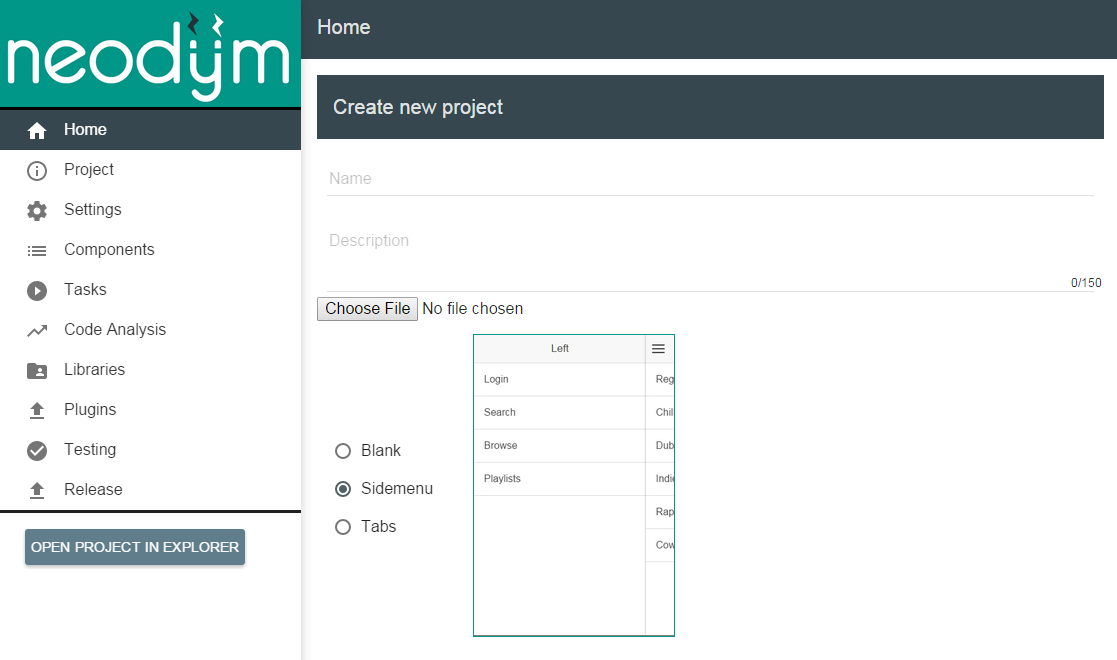 neodym
Home
Project
Settings
Components
Tasks
Code Analysis
Libraries
Plugins
Testing
Release
OPEN PROJECT IN EXPLORER
Home
Create new project
Name
Description
0/150
Choose File No file chosen
Blank
Sidemenu
Tabs
Left
Login
Search
Browse
Playlists
Reg
Chil
Dub
Indie
Rap
Cow